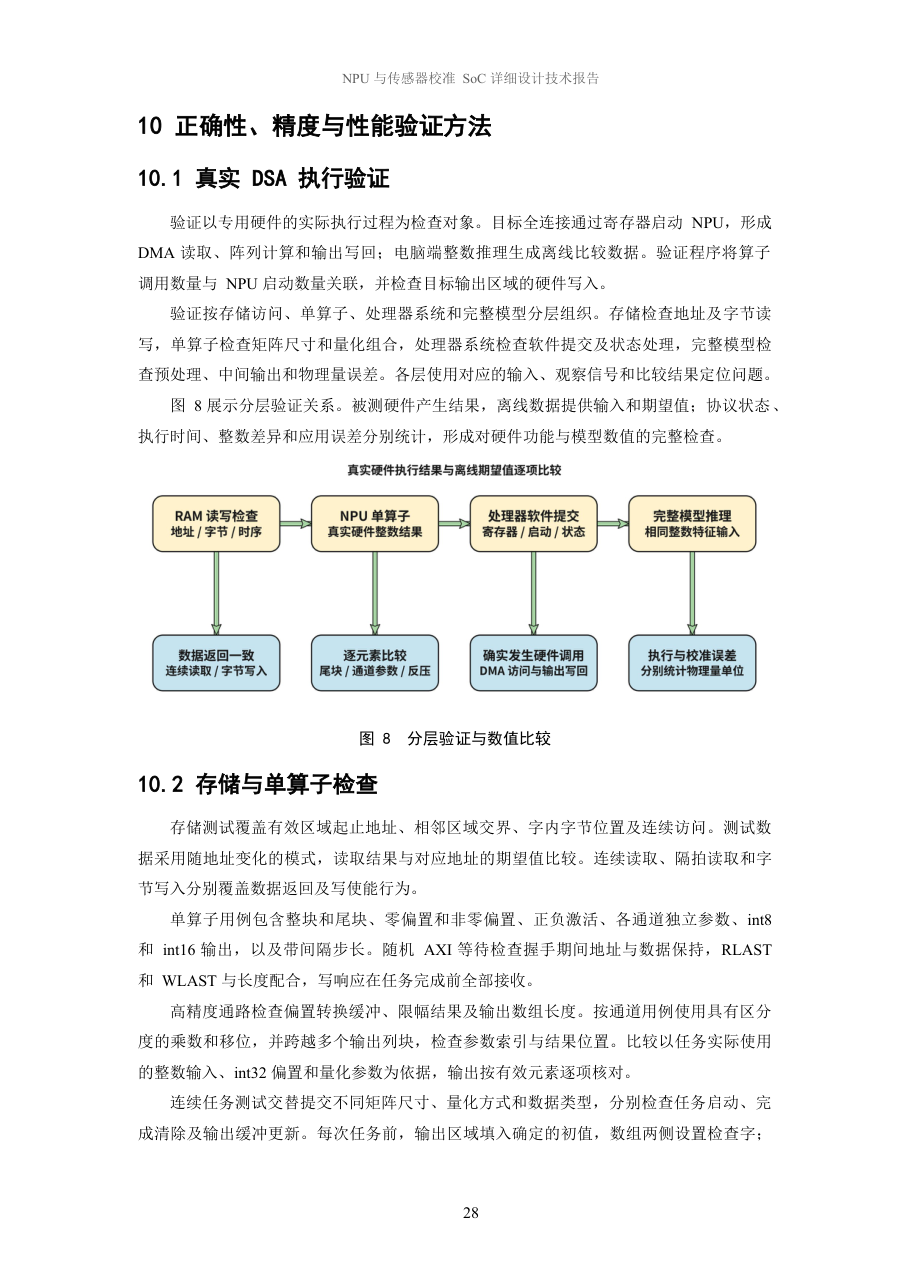 NPU 与传感器校准 SoC 详细设计技术报告
10 正确性、精度与性能验证方法
10.1 真实 DSA 执行验证
验证以专用硬件的实际执行过程为检查对象。目标全连接通过寄存器启动 NPU，形成
DMA 读取、阵列计算和输出写回；电脑端整数推理生成离线比较数据。验证程序将算子
调用数量与 NPU 启动数量关联，并检查目标输出区域的硬件写入。
验证按存储访问、单算子、处理器系统和完整模型分层组织。存储检查地址及字节读
写，单算子检查矩阵尺寸和量化组合，处理器系统检查软件提交及状态处理，完整模型检
查预处理、中间输出和物理量误差。各层使用对应的输入、观察信号和比较结果定位问题。
图 8 展示分层验证关系。被测硬件产生结果，离线数据提供输入和期望值；协议状态、
执行时间、整数差异和应用误差分别统计，形成对硬件功能与模型数值的完整检查。
真实硬件执行结果与离线期望值逐项比较
RAM 读写检查
地址 / 字节 / 时序
NPU 单算子
真实硬件整数结果
处理器软件提交
寄存器 / 启动 / 状态
完整模型推理
相同整数特征输入
数据返回一致
连续读取 / 字节写入
逐元素比较
尾块 / 通道参数 / 反压
确实发生硬件调用
DMA 访问与输出写回
执行与校准误差
分别统计物理量单位
图 8 分层验证与数值比较
10.2 存储与单算子检查
存储测试覆盖有效区域起止地址、相邻区域交界、字内字节位置及连续访问。测试数
据采用随地址变化的模式，读取结果与对应地址的期望值比较。连续读取、隔拍读取和字
节写入分别覆盖数据返回及写使能行为。
单算子用例包含整块和尾块、零偏置和非零偏置、正负激活、各通道独立参数、int8
和 int16 输出，以及带间隔步长。随机 AXI 等待检查握手期间地址与数据保持，RLAST
和 WLAST 与长度配合，写响应在任务完成前全部接收。
高精度通路检查偏置转换缓冲、限幅结果及输出数组长度。按通道用例使用具有区分
度的乘数和移位，并跨越多个输出列块，检查参数索引与结果位置。比较以任务实际使用
的整数输入、int32 偏置和量化参数为依据，输出按有效元素逐项核对。
连续任务测试交替提交不同矩阵尺寸、量化方式和数据类型，分别检查任务启动、完
成清除及输出缓冲更新。每次任务前，输出区域填入确定的初值，数组两侧设置检查字；
28